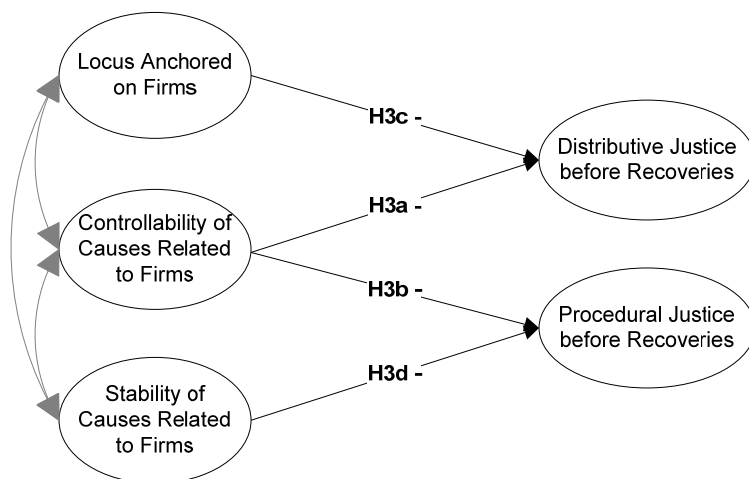 Locus Anchored
on Firms
H3c -
Distributive Justice
before Recoveries
Controllability of
Causes Related
to Firms
H3a -
H3b -
Procedural Justice
before Recoveries
H3d -
Stability of
Causes Related
to Firms